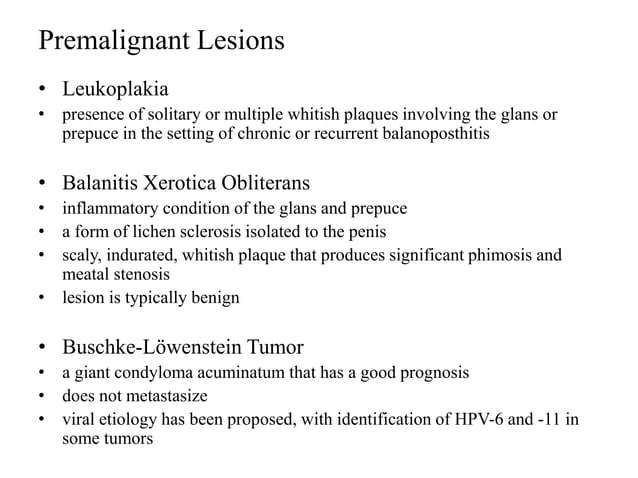 Premalignant Lesions
• Leukoplakia
• presence of solitary or multiple whitish plaques involving the glans or
prepuce in the setting of chronic or recurrent balanoposthitis
• Balanitis Xerotica Obliterans
• inflammatory condition of the glans and prepuce
• a form of lichen sclerosis isolated to the penis
• scaly, indurated, whitish plaque that produces significant phimosis and
meatal stenosis
• lesion is typically benign
• Buschke-Löwenstein Tumor
• a giant condyloma acuminatum that has a good prognosis
• does not metastasize
• viral etiology has been proposed, with identification of HPV-6 and -11 in
some tumors